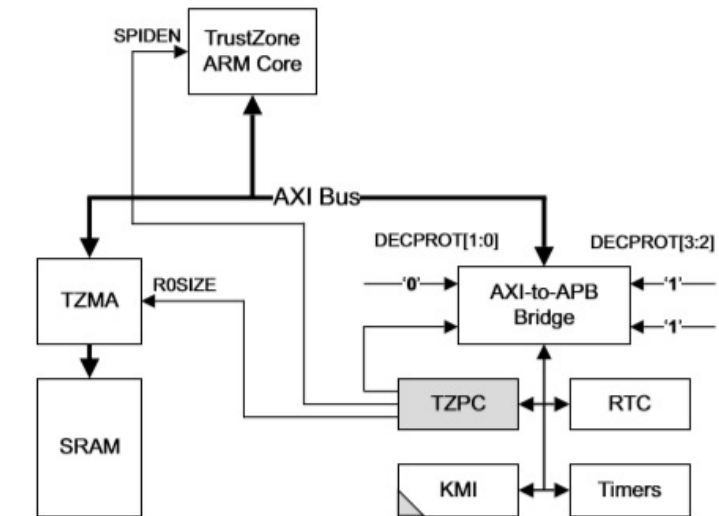 SPIDEN
TrustZone
ARM Core
AXI Bus
DECPROT[1:0]
DECPROT[3:2]
TZMA
R0SIZE
'0'
AXI-to-APB
Bridge
'1'
'1'
SRAM
TZPC
RTC
KMI
Timers